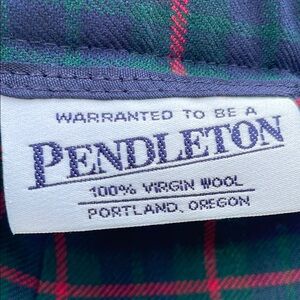 WARRANTED TO BE A
PENDLETON
100% VIRGIN WOOL
PORTLAND, OREGON